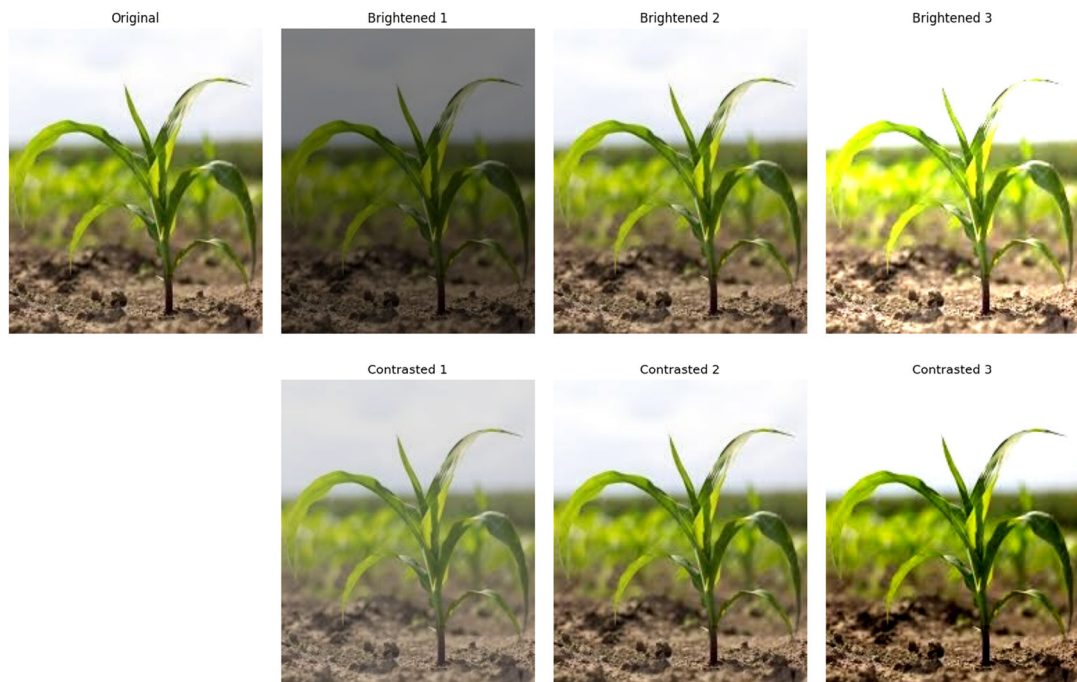 Original
Brightened 1
Brightened 2
Brightened 3
Contrasted 1
Contrasted 2
Contrasted 3